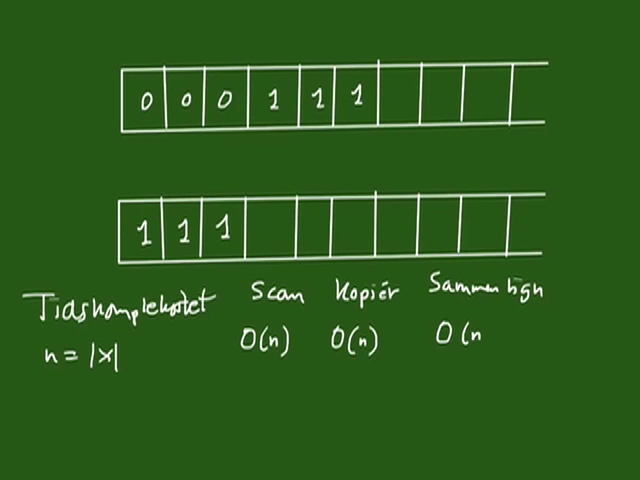 0 0 0 1 1 1
1 1 1
Tidskompleksitet Scan Kopiér Sammenlign
n = |x| O(n) O(n) O(n